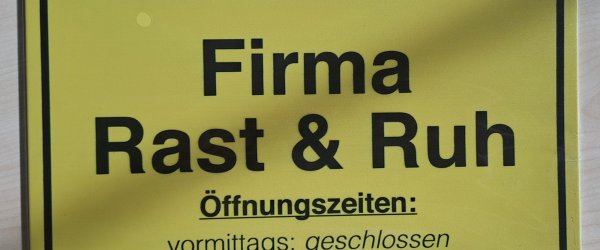 Firma
Rast & Ruh
Öffnungszeiten:
vormittags: geschlossen